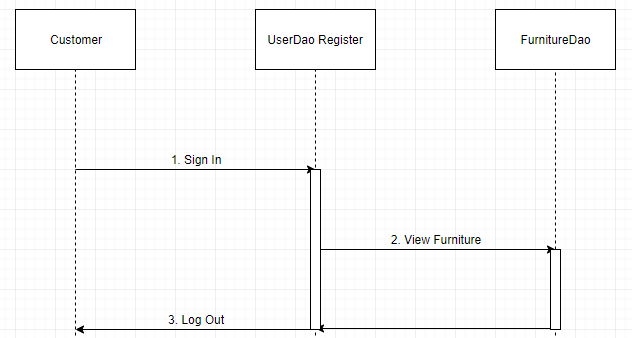 Customer
UserDao Register
FurnitureDao
1. Sign In
2. View Furniture
3. Log Out